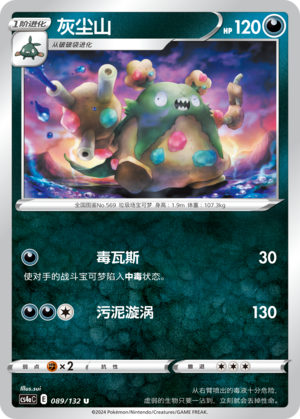 1阶进化
灰尘山
HP 120
从破破袋进化
全国图鉴No.569 垃圾场宝可梦 身高：1.9m 体重：107.3kg
毒瓦斯 30
使对手的战斗宝可梦陷入中毒状态。
污泥漩涡 130
弱点 ×2 抗性 撤退
Illus.sui
从右臂喷出的毒液十分危险，
虚弱的生物只要一沾到，立刻就会丢掉性命。
CS4aC E 089/132 U
©2024 Pokémon/Nintendo/Creatures/GAME FREAK.